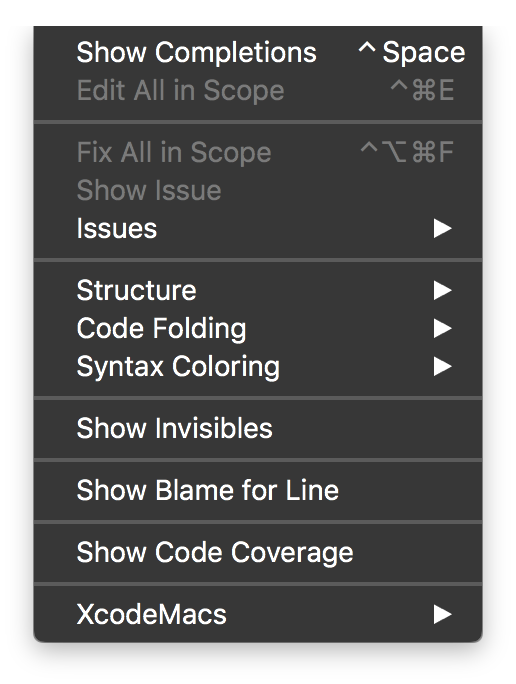 Show Completions ^ Space
Edit All in Scope ^⌘E
Fix All in Scope ^⌥⌘F
Show Issue
Issues ▶
Structure ▶
Code Folding ▶
Syntax Coloring ▶
Show Invisibles
Show Blame for Line
Show Code Coverage
XcodeMacs ▶